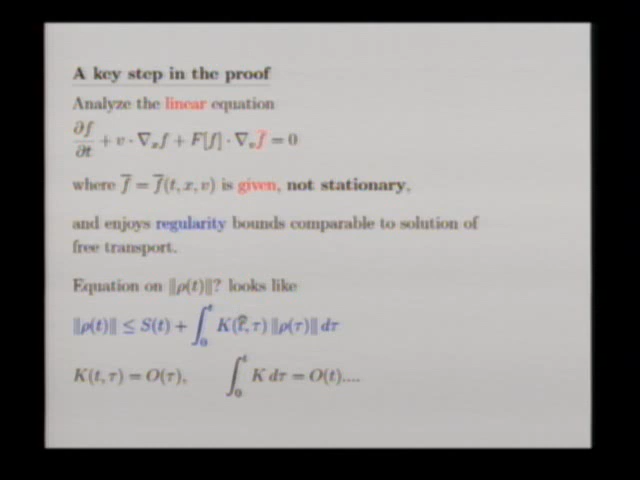 A key step in the proof
Analyze the linear equation
∂f/∂t + v · ∇ₓf + F[f] · ∇ᵥf̄ = 0
where f̄ = f̄(t, x, v) is given, not stationary,
and enjoys regularity bounds comparable to solution of
free transport.
Equation on ‖ρ(t)‖? looks like
‖ρ(t)‖ ≤ S(t) + ∫₀ᵗ K(t, τ) ‖ρ(τ)‖ dτ
K(t, τ) = O(τ), ∫₀ᵗ K dτ = O(t)....